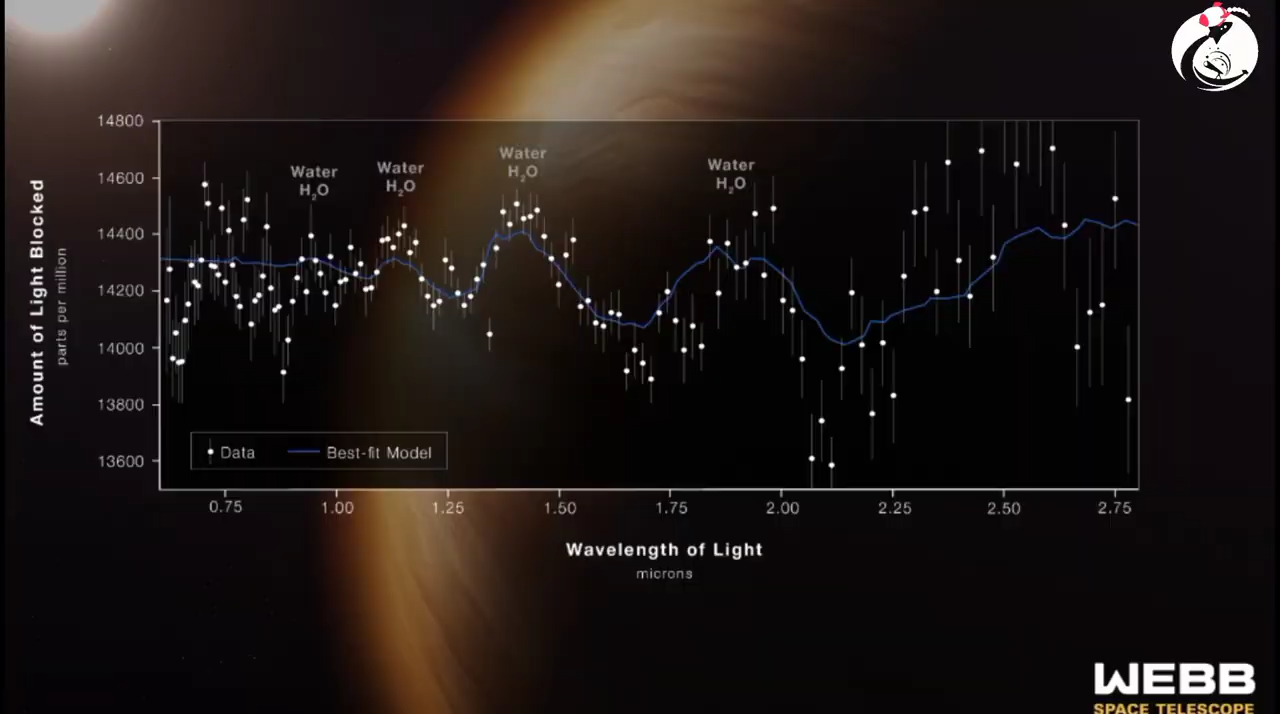 Amount of Light Blocked
parts per million
14800
14600
14400
14200
14000
13800
13600
Water
H₂O
Water
H₂O
Water
H₂O
Water
H₂O
Data
Best-fit Model
0.75
1.00
1.25
1.50
1.75
2.00
2.25
2.50
2.75
Wavelength of Light
microns
WEBB
SPACE TELESCOPE